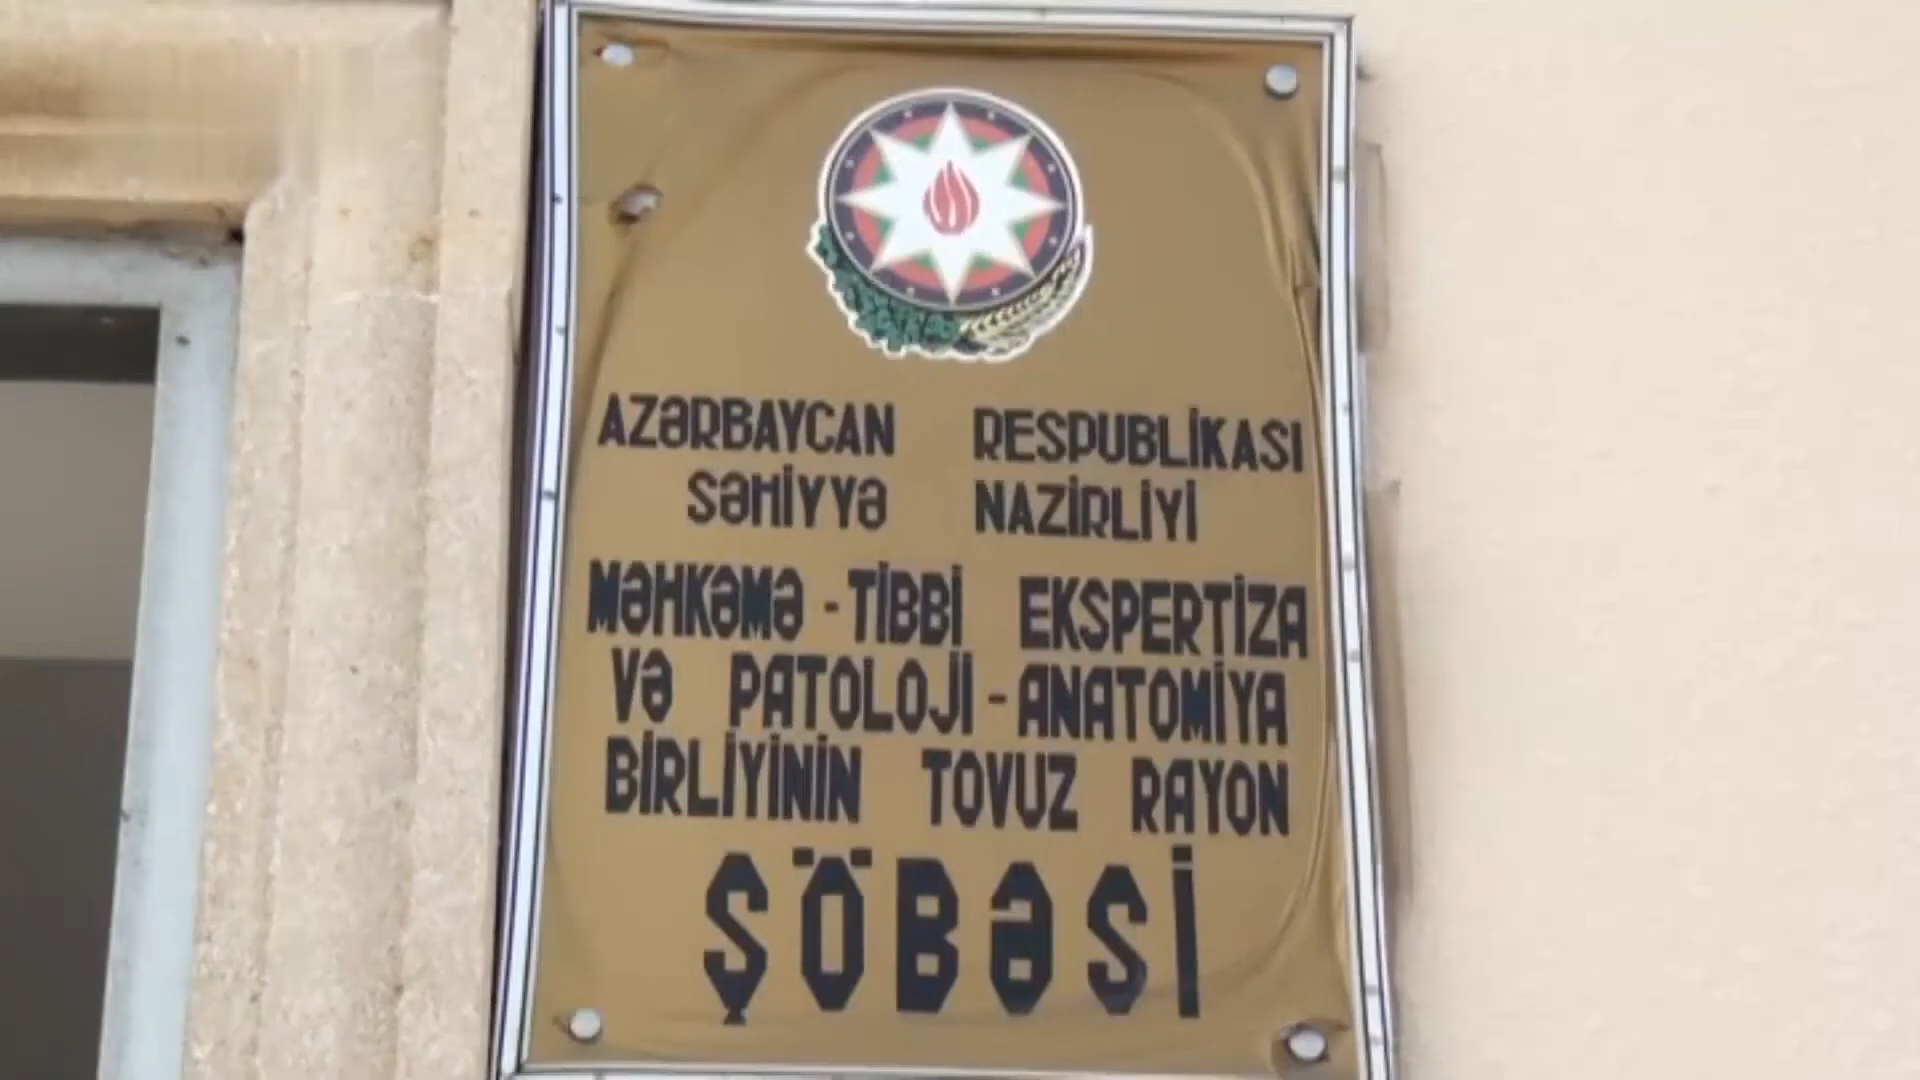 AZƏRBAYCAN RESPUBLİKASI
SƏHİYYƏ NAZİRLİYİ
MƏHKƏMƏ-TİBBİ EKSPERTİZA
VƏ PATOLOJİ-ANATOMİYA
BİRLİYİNİN TOVUZ RAYON
ŞÖBƏSİ